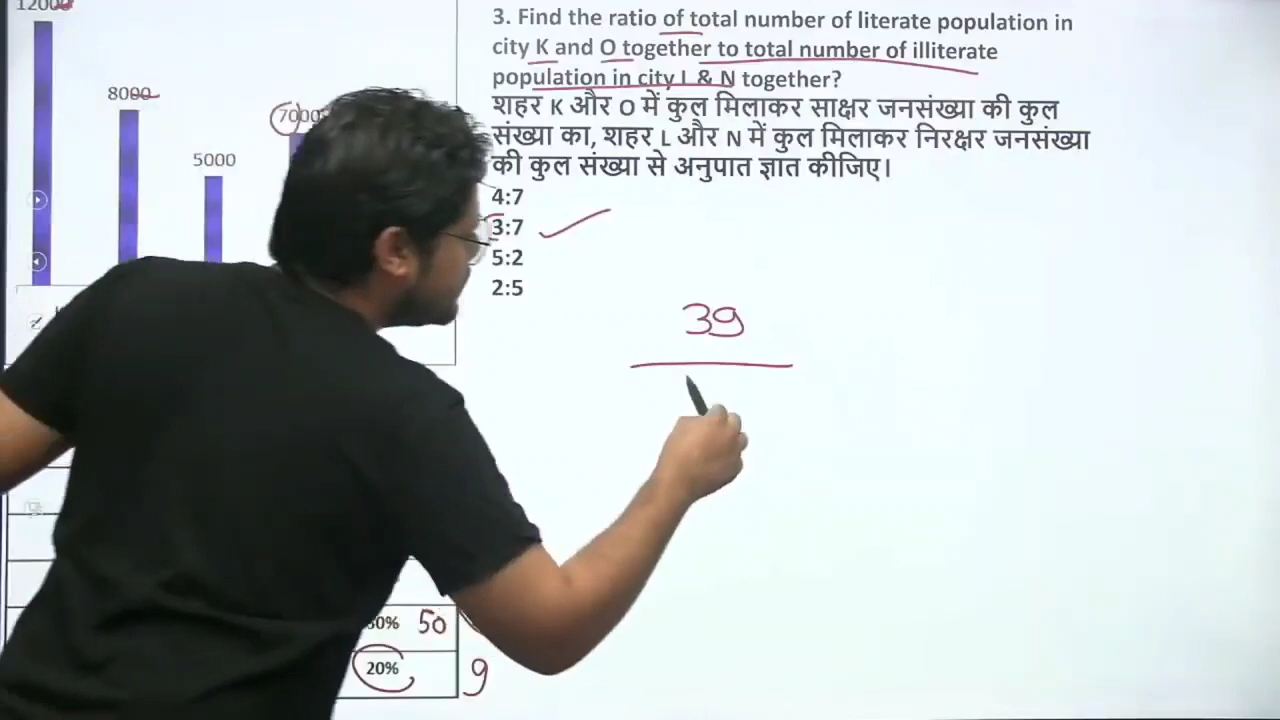 12000
3. Find the ratio of total number of literate population in
city K and O together to total number of illiterate
population in city L & N together?
8000
7000
शहर K और O में कुल मिलाकर साक्षर जनसंख्या की कुल
संख्या का, शहर L और N में कुल मिलाकर निरक्षर जनसंख्या
की कुल संख्या से अनुपात ज्ञात कीजिए।
5000
4:7
3:7
5:2
2:5
39
50
20% 9